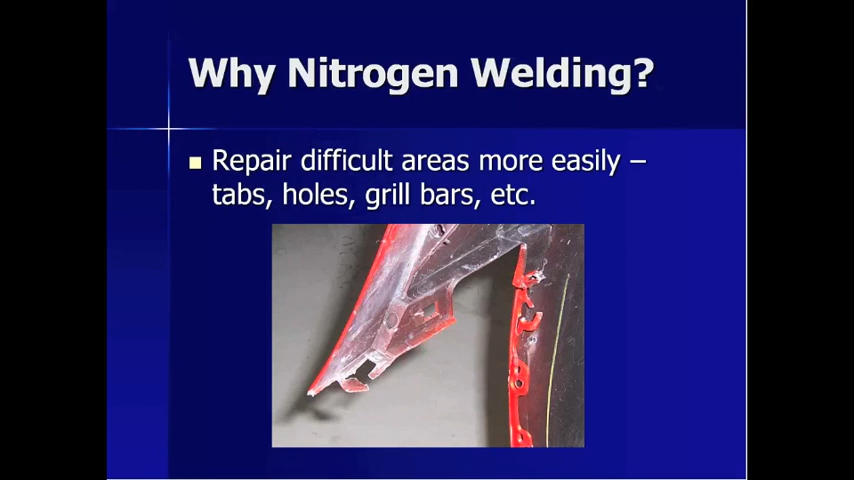 Why Nitrogen Welding?
Repair difficult areas more easily –
tabs, holes, grill bars, etc.